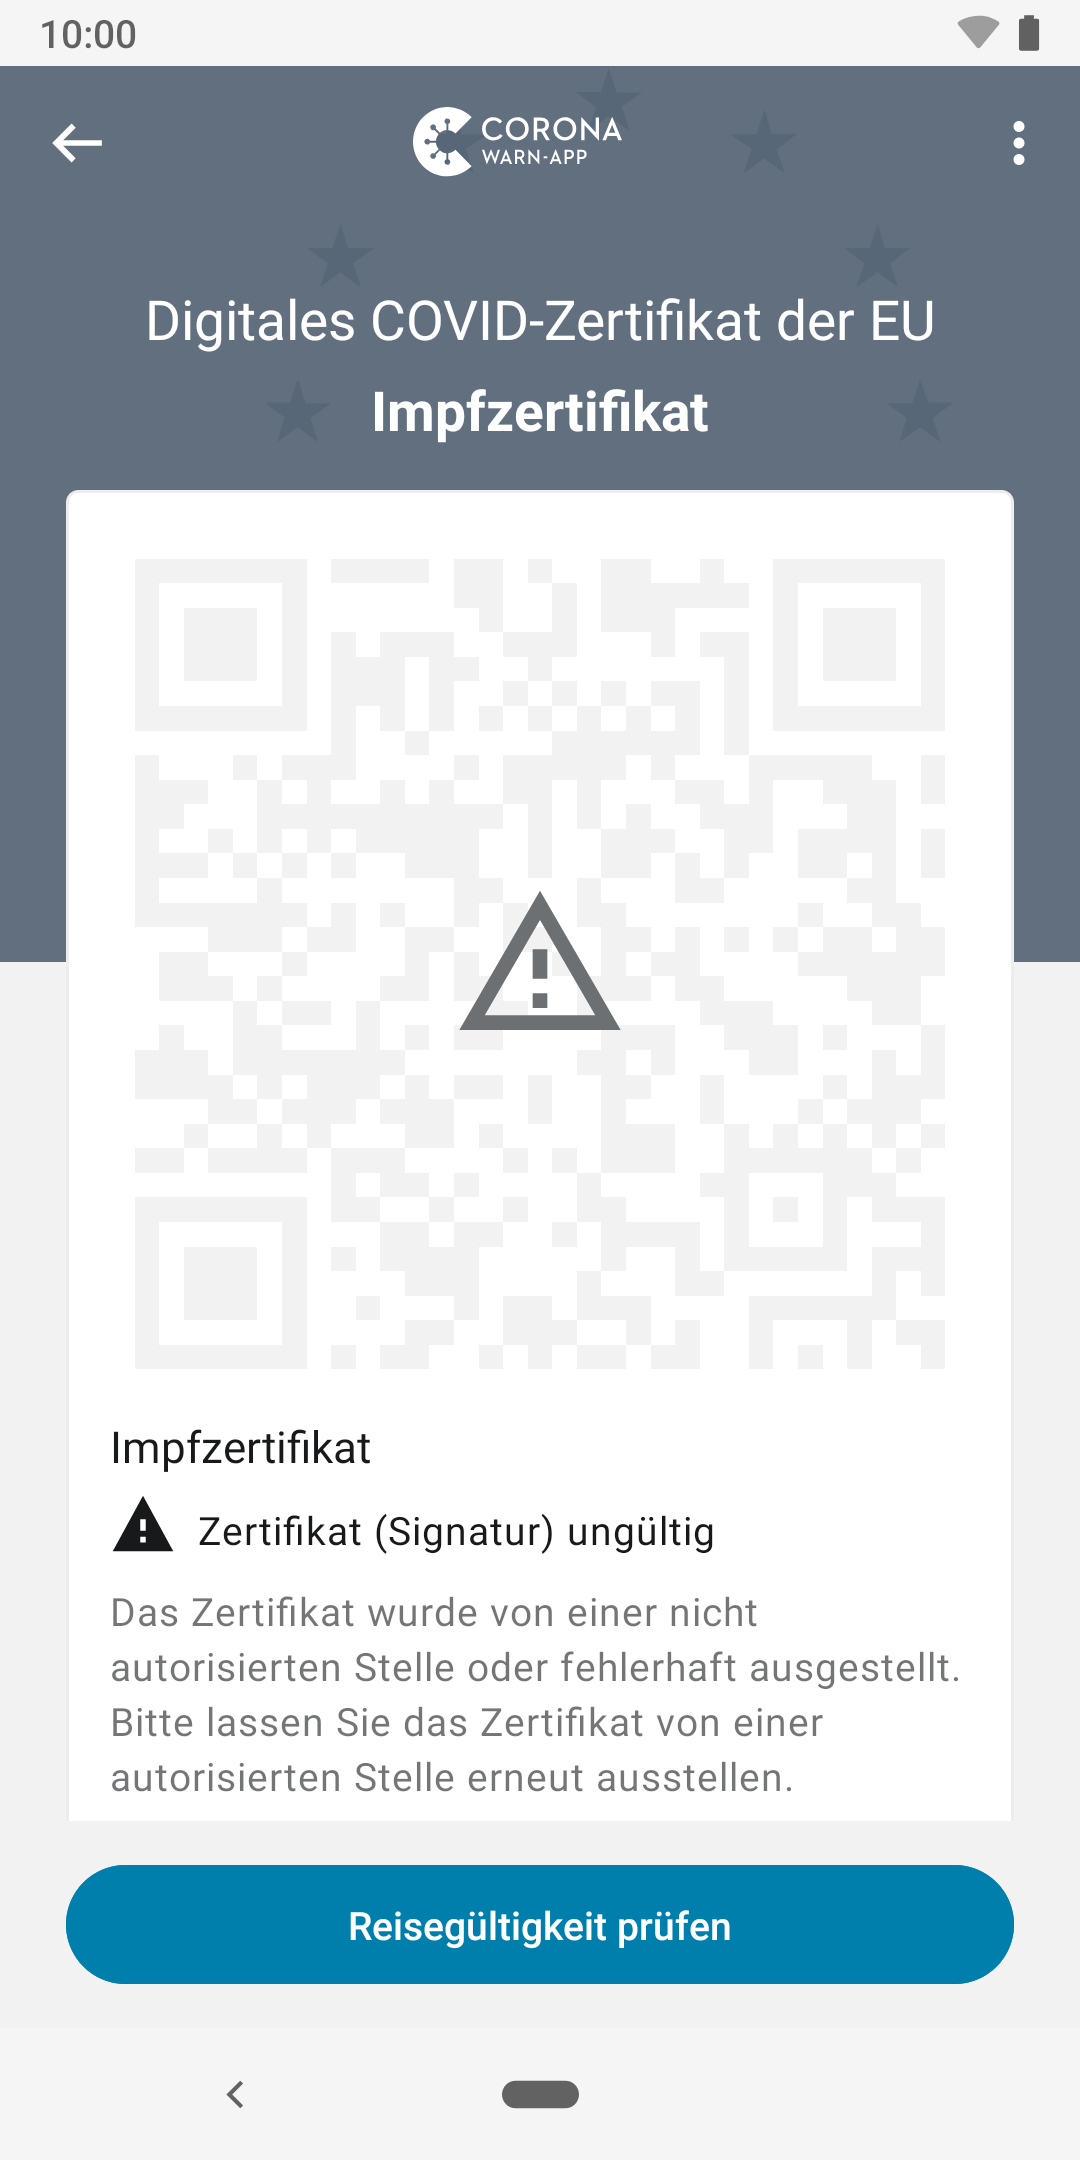 10:00
CORONA
WARN-APP
Digitales COVID-Zertifikat der EU
Impfzertifikat
Impfzertifikat
Zertifikat (Signatur) ungültig
Das Zertifikat wurde von einer nicht
autorisierten Stelle oder fehlerhaft ausgestellt.
Bitte lassen Sie das Zertifikat von einer
autorisierten Stelle erneut ausstellen.
Reisegültigkeit prüfen